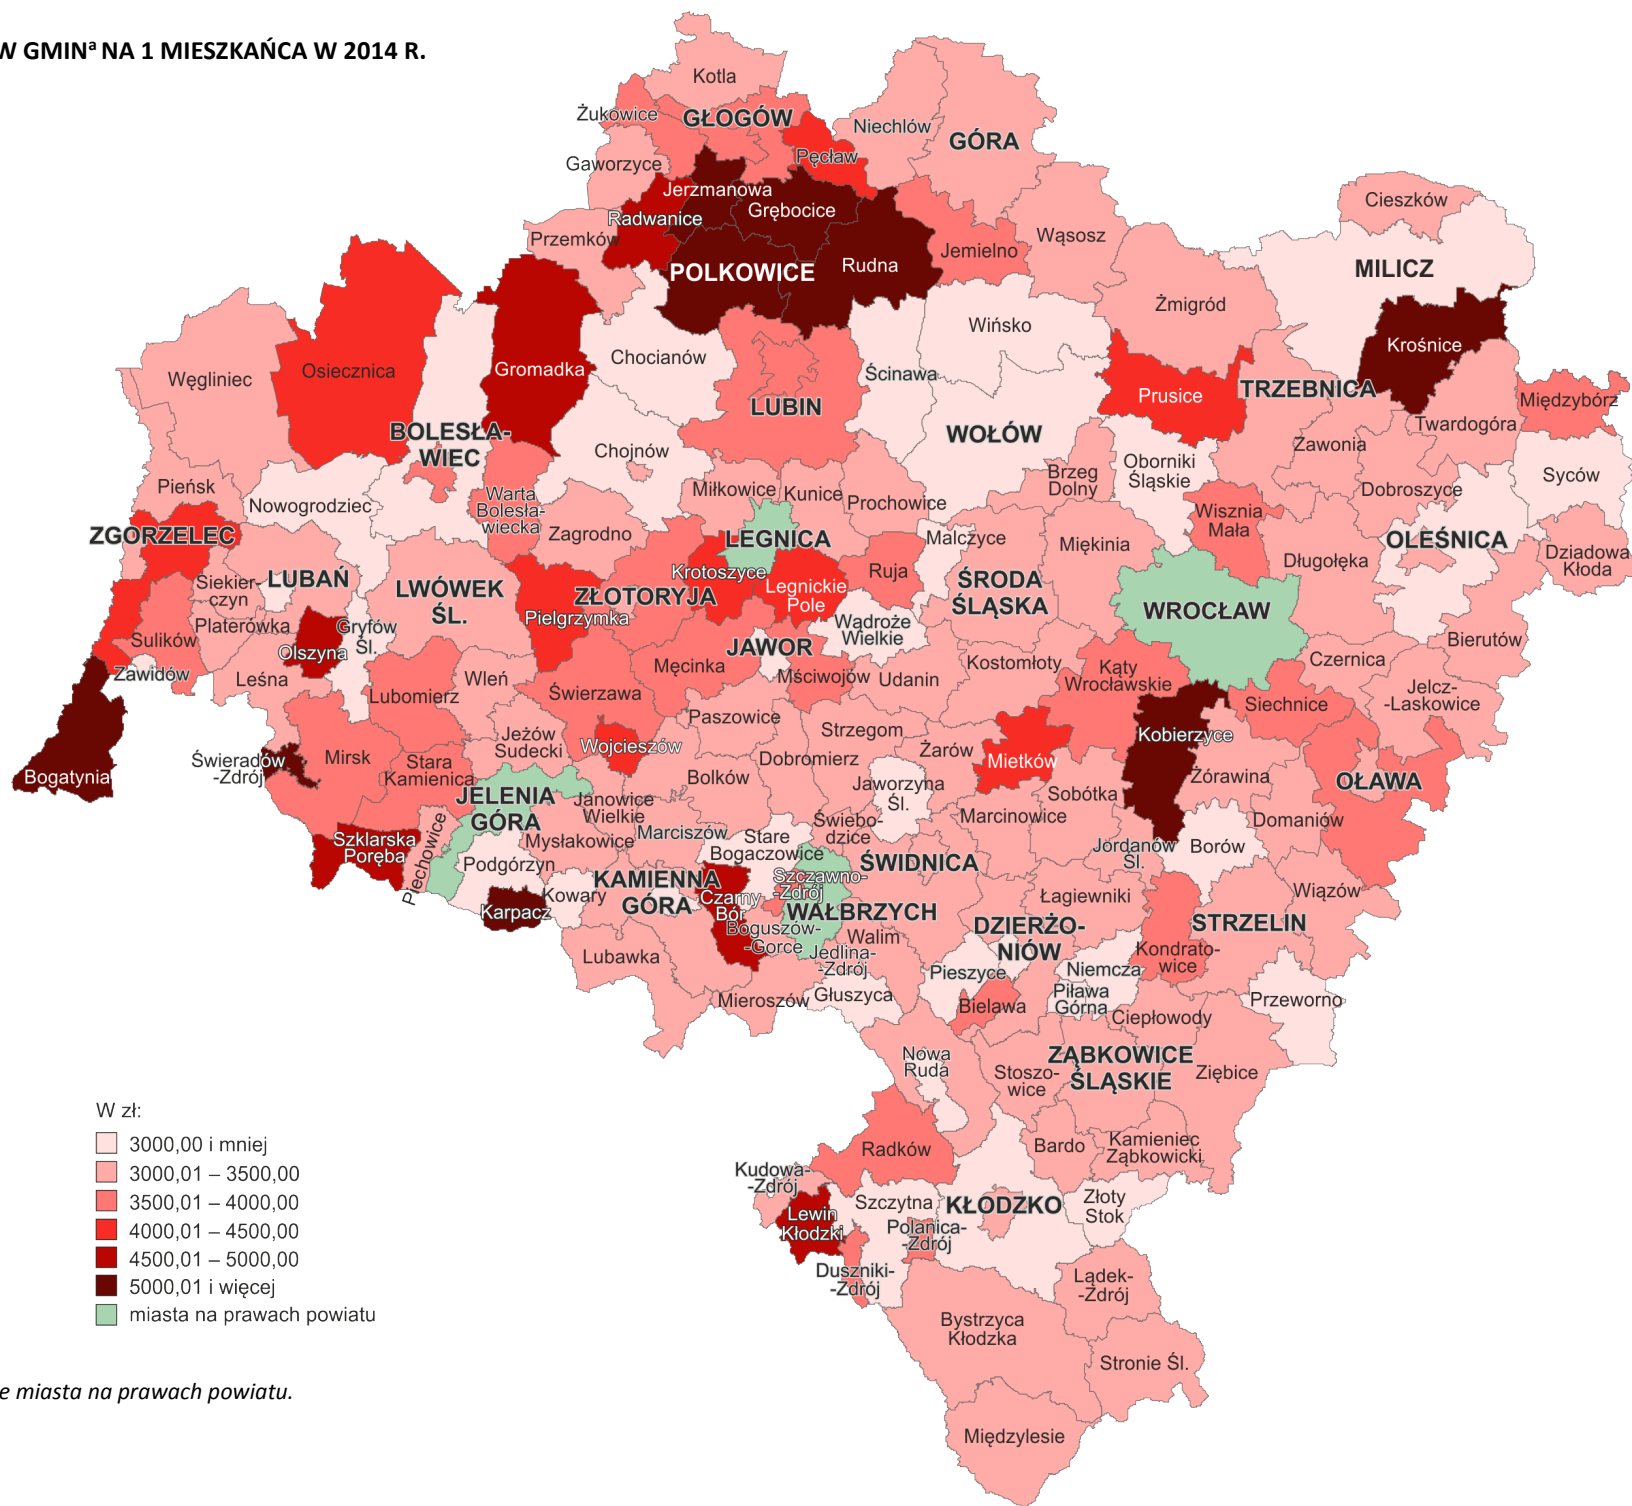 W GMINᵃ NA 1 MIESZKAŃCA W 2014 R.
Kotla
Żukowice
GŁOGÓW
Niechlów
GÓRA
Pęcław
Gaworzyce
Jerzmanowa
Cieszków
Radwanice
Grębocice
Przemków
Wąsosz
Jemielno
POLKOWICE
Rudna
MILICZ
Żmigród
Wińsko
Krośnice
Chocianów
Gromadka
Osiecznica
Węgliniec
Ścinawa
TRZEBNICA
Prusice
Międzybórz
LUBIN
Twardogóra
BOLESŁA-
WIEC
WOŁÓW
Zawonia
Chojnów
Oborniki
Śląskie
Brzeg
Dolny
Syców
Pieńsk
Miłkowice
Kunice
Dobroszyce
Nowogrodziec
Warta
Bolesła-
wiecka
Prochowice
Wisznia
Mała
ZGORZELEC
Zagrodno
LEGNICA
Malczyce
Miękinia
OLEŚNICA
Długołęka
Dziadowa
Kłoda
Siekier-
czyn
LUBAŃ
LWÓWEK
ŚL.
Krotoszyce
Ruja
ŚRODA
ŚLĄSKA
Legnickie
Pole
ZŁOTORYJA
WROCŁAW
Pielgrzymka
Platerówka
Gryfów
Śl.
Wądroże
Wielkie
Sulików
Olszyna
JAWOR
Bierutów
Zawidów
Leśna
Męcinka
Kostomłoty
Czernica
Kąty
Wrocławskie
Mściwojów
Udanin
Wleń
Lubomierz
Świerzawa
Jelcz-
-Laskowice
Siechnice
Paszowice
Strzegom
Jeżów
Sudecki
Kobierzyce
Wojcieszów
Żarów
Dobromierz
Mirsk
Mietków
Świeradów
-Zdrój
Stara
Kamienica
Bogatynia
Bolków
Żórawina
OŁAWA
Jaworzyna
Śl.
Sobótka
JELENIA
GÓRA
Janowice
Wielkie
Marcinowice
Świebo-
dzice
Domaniów
Marciszów
Szklarska
Poręba
Piechowice
Mysłakowice
Stare
Bogaczowice
Jordanów
Śl.
Borów
Podgórzyn
ŚWIDNICA
KAMIENNA
GÓRA
Szczawno-
-Zdrój
Wiązów
Kowary
Łagiewniki
Czarny
Bór
Karpacz
WAŁBRZYCH
STRZELIN
DZIERŻO-
NIÓW
Boguszów-
-Gorce
Walim
Kondrato-
wice
Lubawka
Jedlina-
-Zdrój
Pieszyce
Niemcza
Mieroszów
Głuszyca
Piława
Górna
Przeworno
Bielawa
Ciepłowody
Nowa
Ruda
ZĄBKOWICE
ŚLĄSKIE
Stoszo-
wice
Ziębice
W zł:
3000,00 i mniej
3000,01 – 3500,00
3500,01 – 4000,00
4000,01 – 4500,00
4500,01 – 5000,00
5000,01 i więcej
miasta na prawach powiatu
Radków
Bardo
Kamieniec
Ząbkowicki
Kudowa-
-Zdrój
Szczytna
KŁODZKO
Złoty
Stok
Lewin
Kłodzki
Polanica-
-Zdrój
Duszniki-
-Zdrój
Lądek-
-Zdrój
Bystrzyca
Kłodzka
Stronie Śl.
e miasta na prawach powiatu.
Międzylesie